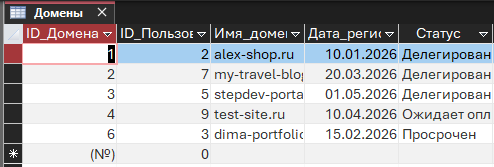 Домены
ID_Домена ID_Пользов Имя_домен Дата_регис Статус
1 2 alex-shop.ru 10.01.2026 Делегирован
2 7 my-travel-blog 20.03.2026 Делегирован
3 5 stepdev-porta 01.05.2026 Делегирован
4 9 test-site.ru 10.04.2026 Ожидает опл
6 3 dima-portfolio 15.02.2026 Просрочен
(№) 0